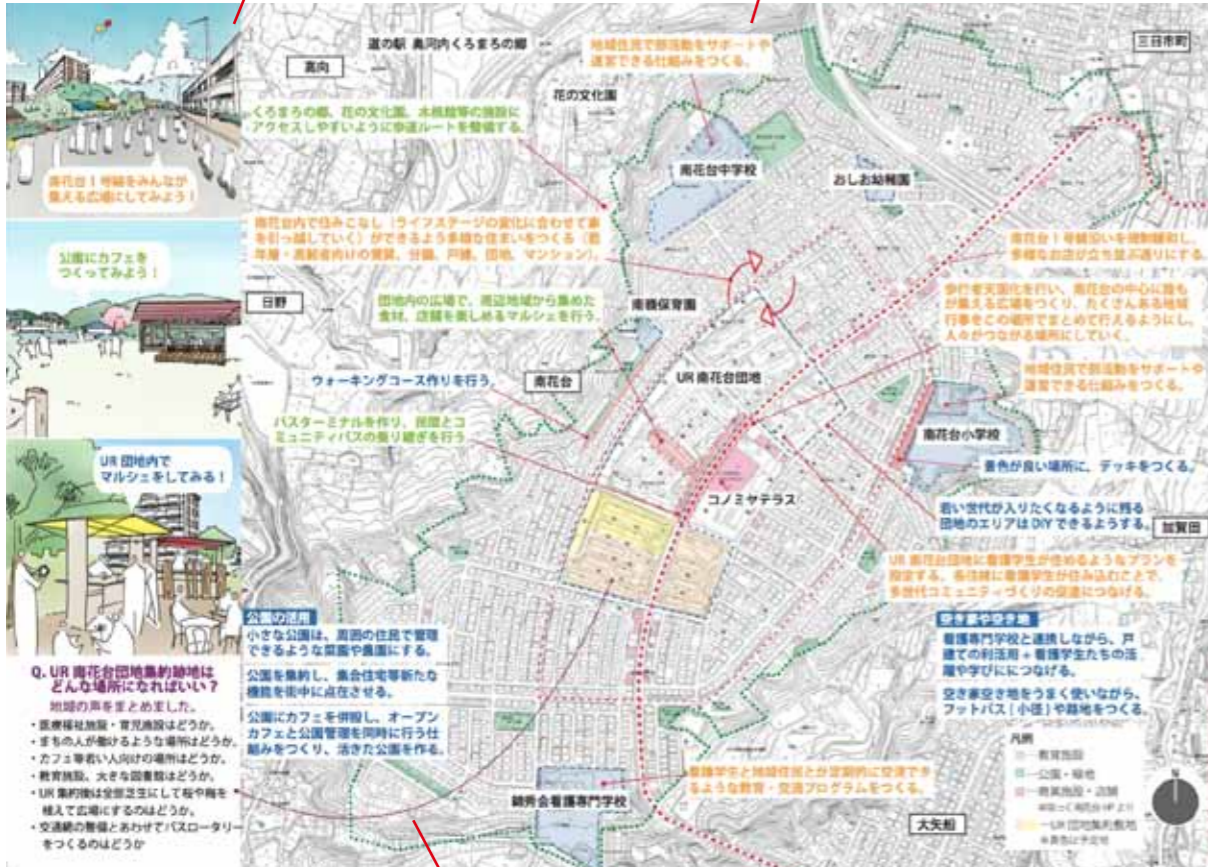 南花台1号線をみんなが
集える広場にしてみよう!
公園にカフェを
つくってみよう!
UR団地内で
マルシェをしてみる!
Q. UR 南花台団地集約跡地は
どんな場所になればいい?
地域の声をまとめました。
・医療福祉施設・育児施設はどうか。
・まちの人が働けるような場所はどうか。
・カフェ等若い人向けの場所はどうか。
・教育施設、大きな図書館はどうか。
・UR集約後は全部芝生にして桜や梅を
植えて広場にするのはどうか。
・交通網の整備とあわせてバスロータリー
をつくるのはどうか
道の駅 奥河内くろまろの郷
高向
花の文化園
地域住民で部活動をサポートや
運営できる仕組みをつくる。
三日市町
くろまろの郷、花の文化園、木根館等の施設に
アクセスしやすいように歩道ルートを整備する。
南花台中学校
おしお幼稚園
南花台内で住みこなし(ライフステージの変化に合わせて家
を引っ越していく)ができるよう多様な住まいをつくる(若
年層・高齢者向けの賃貸、分譲、戸建、団地、マンション)。
南花台1号線沿いを規制緩和し、
多様なお店が立ち並ぶ通りにする。
日野
団地内の広場で、周辺地域から集めた
食材、店舗を楽しめるマルシェを行う。
南保育園
歩行者天国化を行い、南花台の中心に誰も
が集える広場をつくり、たくさんある地域
行事をこの場所でまとめて行えるようにし、
人々がつながる場所にしていく。
ウォーキングコース作りを行う。
南花台
UR 南花台団地
地域住民で部活動をサポートや
運営できる仕組みをつくる。
バスターミナルを作り、民間とコ
ミュニティバスの乗り継ぎを行う
南花台小学校
景色が良い場所に、デッキをつくる。
コノミヤテラス
若い世代が入りたくなるように残る
団地のエリアはDIYできるようする。
加賀田
UR 南花台団地に看護学生が住めるようなプランを
設定する。各住棟に看護学生が住み込むことで、
多世代コミュニティづくりの促進につなげる。
公園の活用
小さな公園は、周囲の住民で管理
できるような菜園や農園にする。
公園を集約し、集合住宅等新たな
機能を街中に点在させる。
公園にカフェを併設し、オープン
カフェと公園管理を同時に行う仕
組みをつくり、活きた公園を作る。
空き家や空き地
看護専門学校と連携しながら、戸
建ての利活用+看護学生たちの活
躍や学びににつなげる。
空き家空き地をうまく使いながら、
フットパス[小径]や路地をつくる。
看護学生と地域住民とが定期的に交流でき
るような教育・交流プログラムをつくる。
錦秀会看護専門学校
大矢船
凡例
―教育施設
―公園・緑地
―商業施設・店舗
―UR団地集約敷地
N